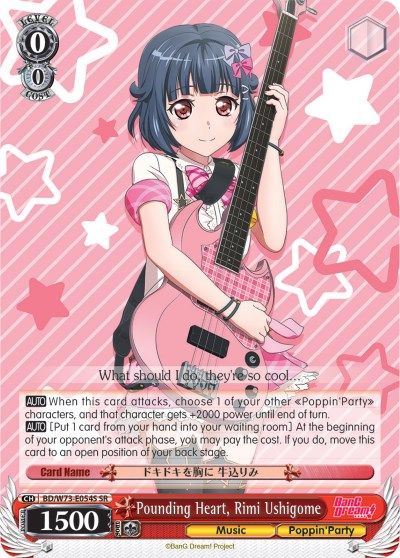 LEVEL
0
0
COST
What should I do, they're so cool...
AUTO When this card attacks, choose 1 of your other «Poppin'Party»
characters, and that character gets +2000 power until end of turn.
AUTO [Put 1 card from your hand into your waiting room] At the beginning
of your opponent's attack phase, you may pay the cost. If you do, move this
card to an open position of your back stage.
Card Name ドキドキを胸に 牛込りみ
CH BD/W73-E054S SR
Pounding Heart, Rimi Ushigome
BanG Dream!
POWER
1500
SOUL
Music
Poppin'Party
©BanG Dream! Project